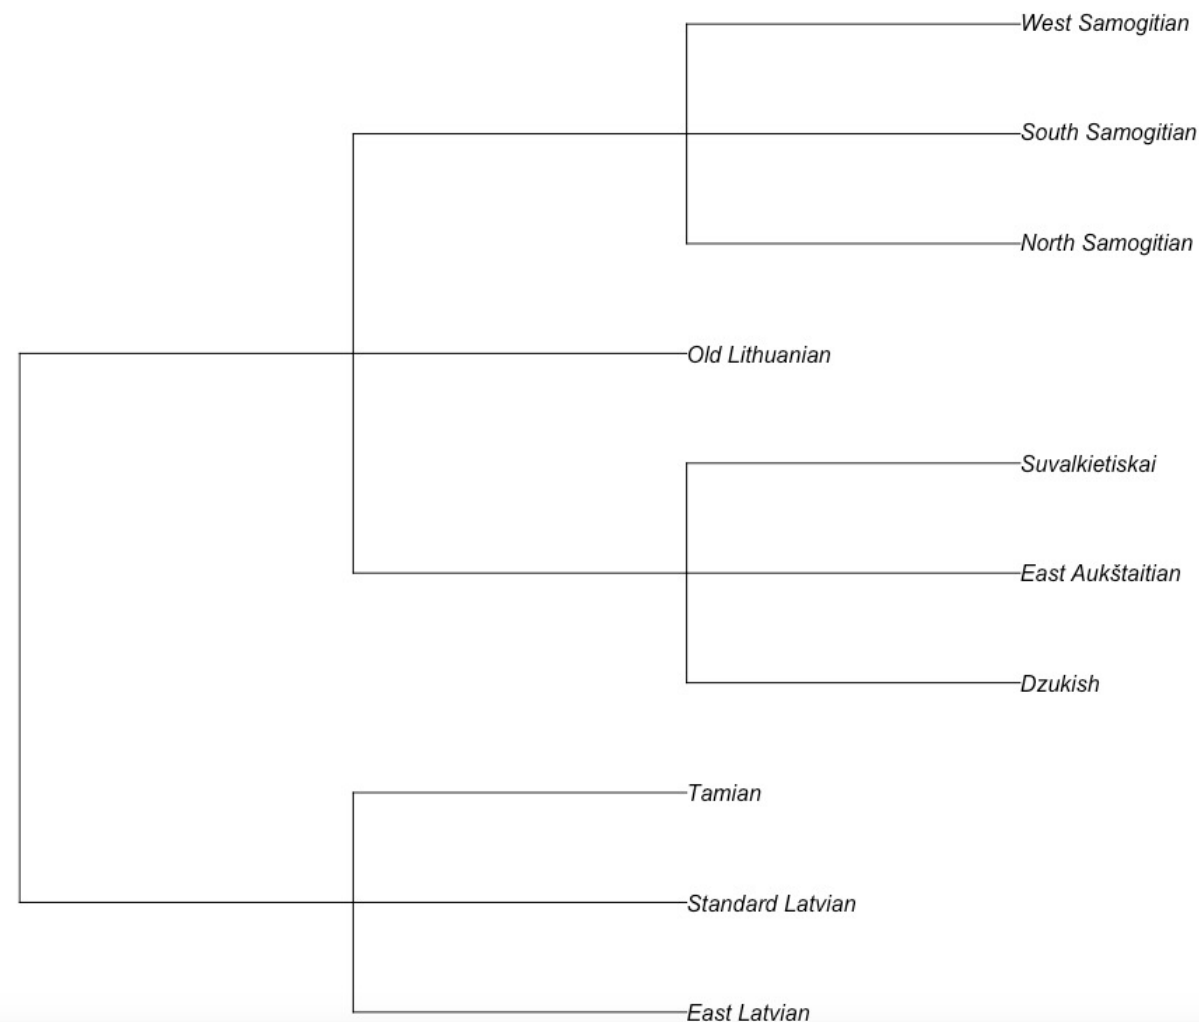 West Samogitian
South Samogitian
North Samogitian
Old Lithuanian
Suvalkietiskai
East Aukštaitian
Dzukish
Tamian
Standard Latvian
East Latvian